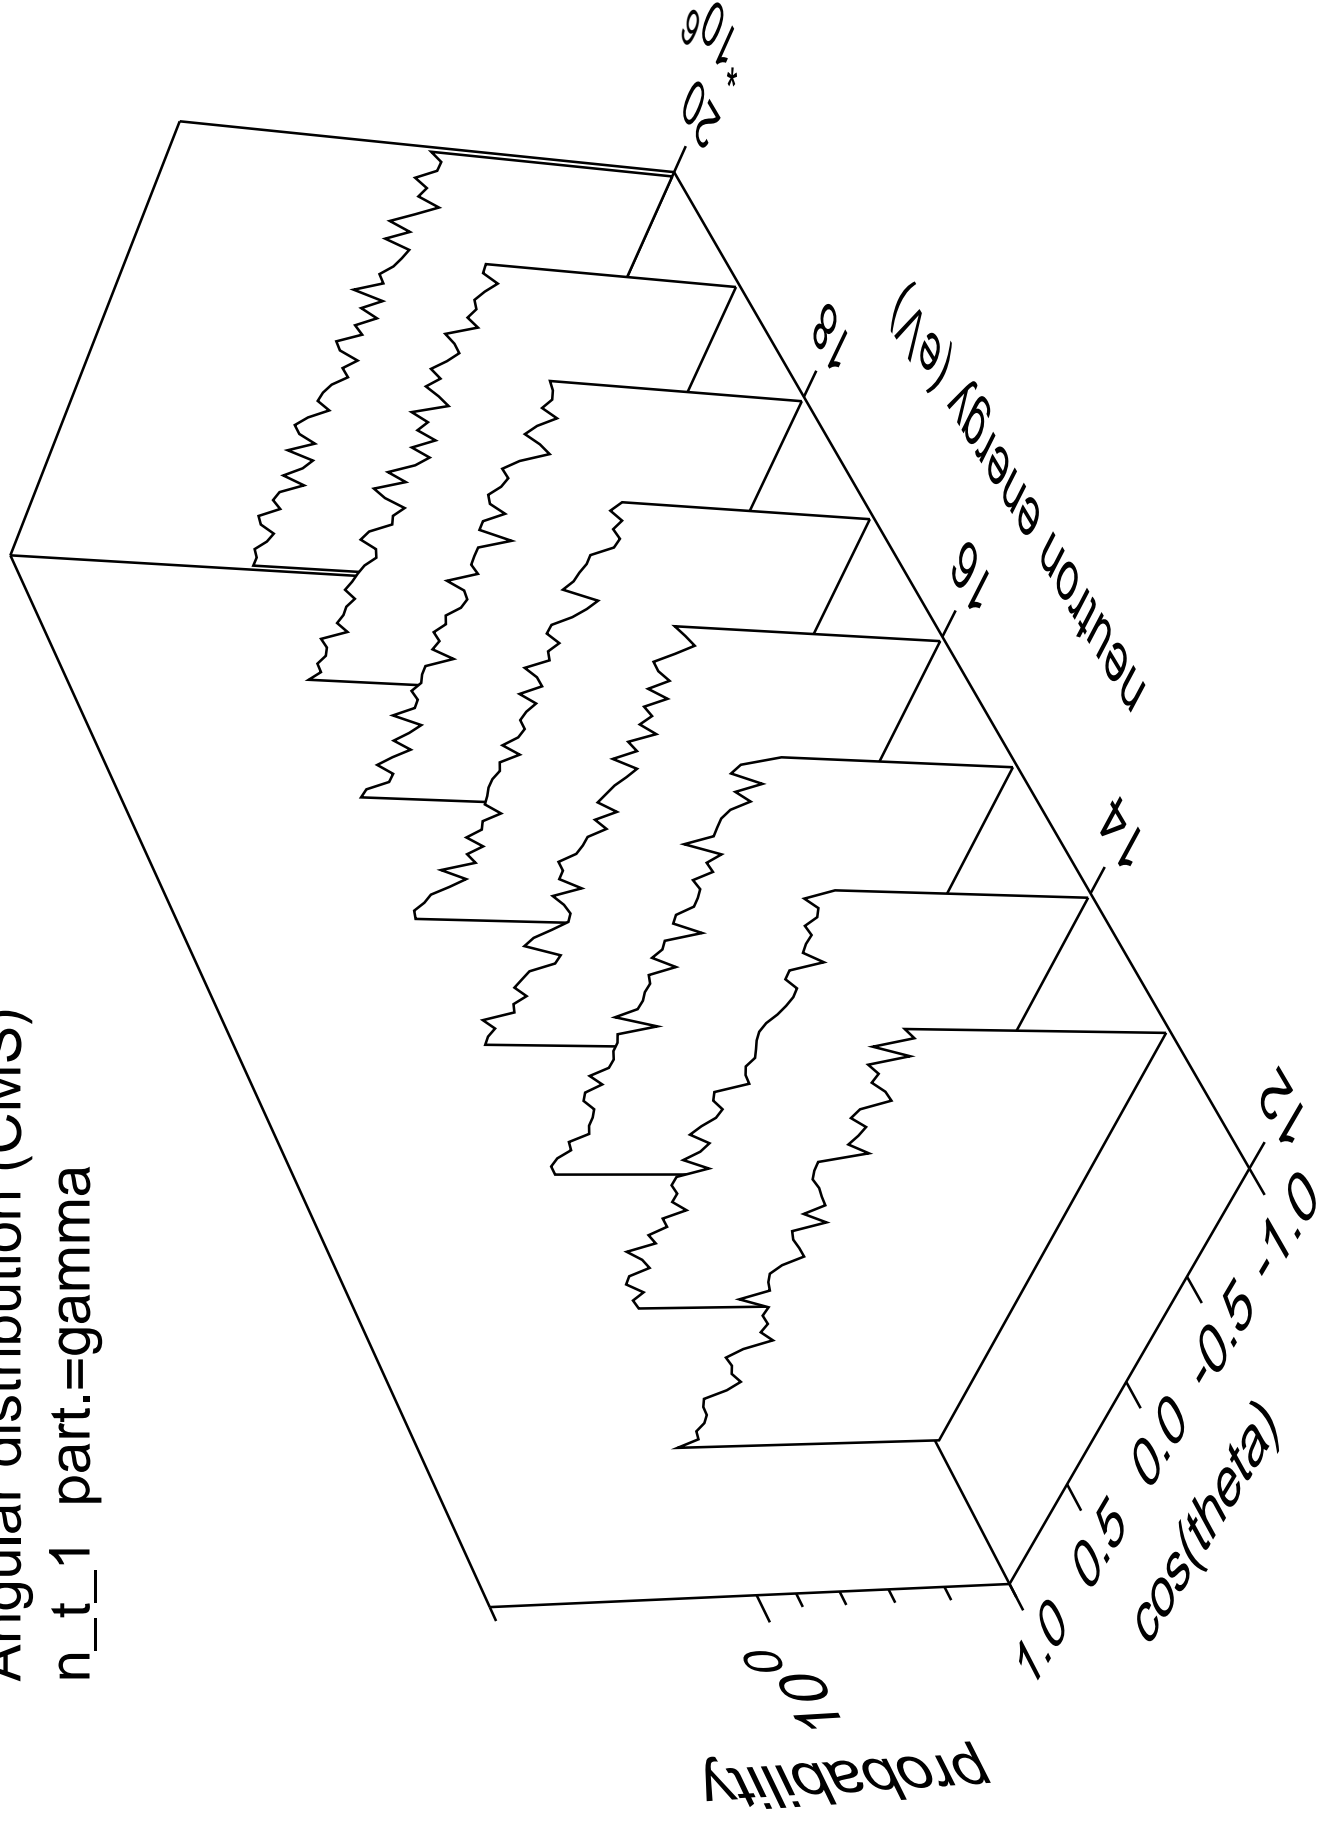 Angular distribution (CMS)
n_t_1 part.=gamma
probability
10⁰
1.0 0.5 0.0 -0.5 -1.0
cos(theta)
12 14 16 18 20 *10⁶
neutron energy (eV)